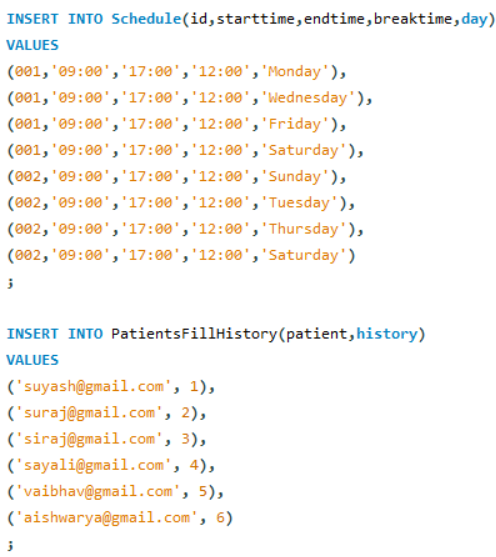 INSERT INTO Schedule(id,starttime,endtime,breaktime,day)
VALUES
(001,'09:00','17:00','12:00','Monday'),
(001,'09:00','17:00','12:00','Wednesday'),
(001,'09:00','17:00','12:00','Friday'),
(001,'09:00','17:00','12:00','Saturday'),
(002,'09:00','17:00','12:00','Sunday'),
(002,'09:00','17:00','12:00','Tuesday'),
(002,'09:00','17:00','12:00','Thursday'),
(002,'09:00','17:00','12:00','Saturday')
;
INSERT INTO PatientsFillHistory(patient,history)
VALUES
('suyash@gmail.com', 1),
('suraj@gmail.com', 2),
('siraj@gmail.com', 3),
('sayali@gmail.com', 4),
('vaibhav@gmail.com', 5),
('aishwarya@gmail.com', 6)
;